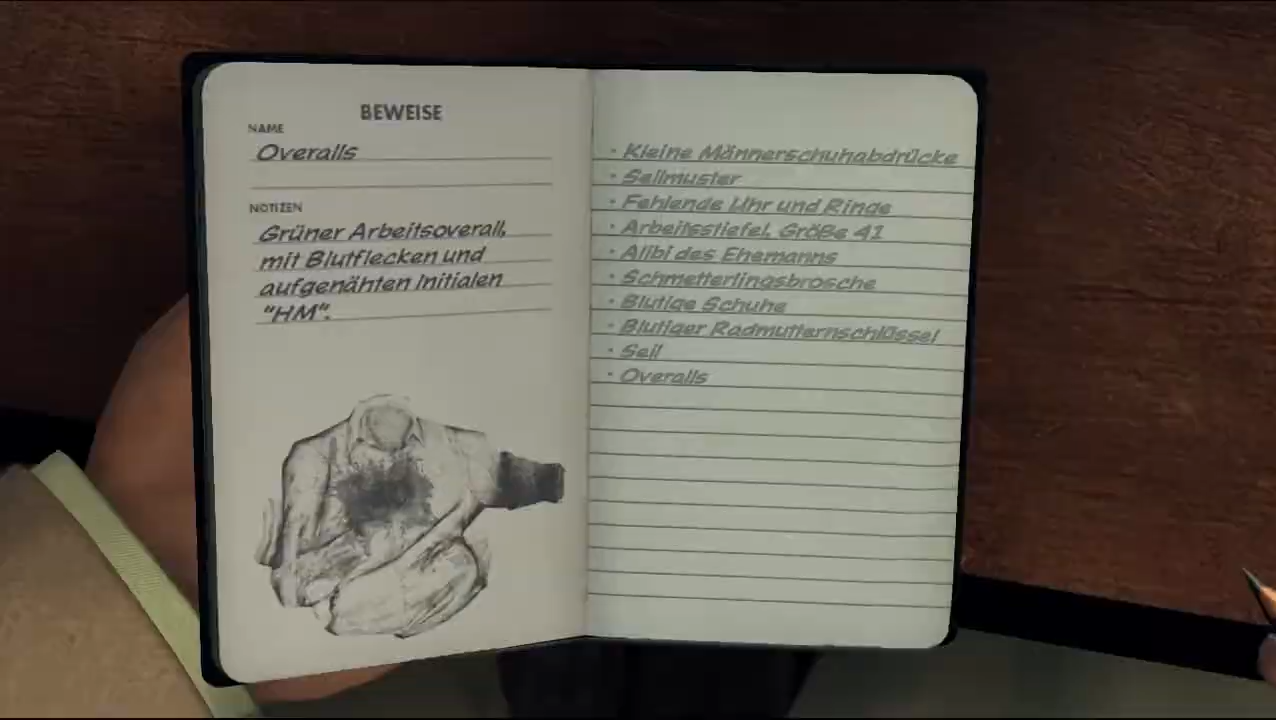 BEWEISE
NAME
Overalls
NOTIZEN
Grüner Arbeitsoverall,
mit Blutflecken und
aufgenähten Initialen
"HM".
· Kleine Männerschuhabdrücke
· Seilmuster
· Fehlende Uhr und Ringe
· Arbeitsstiefel, Größe 41
· Alibi des Ehemanns
· Schmetterlingsbrosche
· Blutige Schuhe
· Blutiger Radmutternschlüssel
· Seil
· Overalls